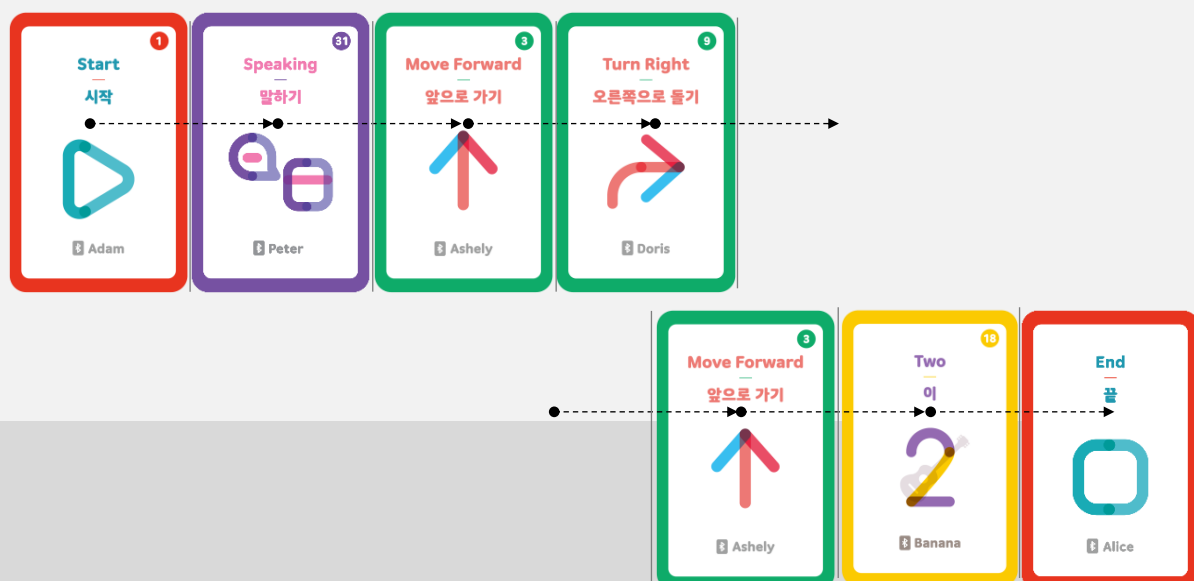 1
Start
시작
Adam
31
Speaking
말하기
Peter
3
Move Forward
앞으로 가기
Ashely
9
Turn Right
오른쪽으로 돌기
Doris
3
Move Forward
앞으로 가기
Ashely
18
Two
이
2
Banana
End
끝
Alice